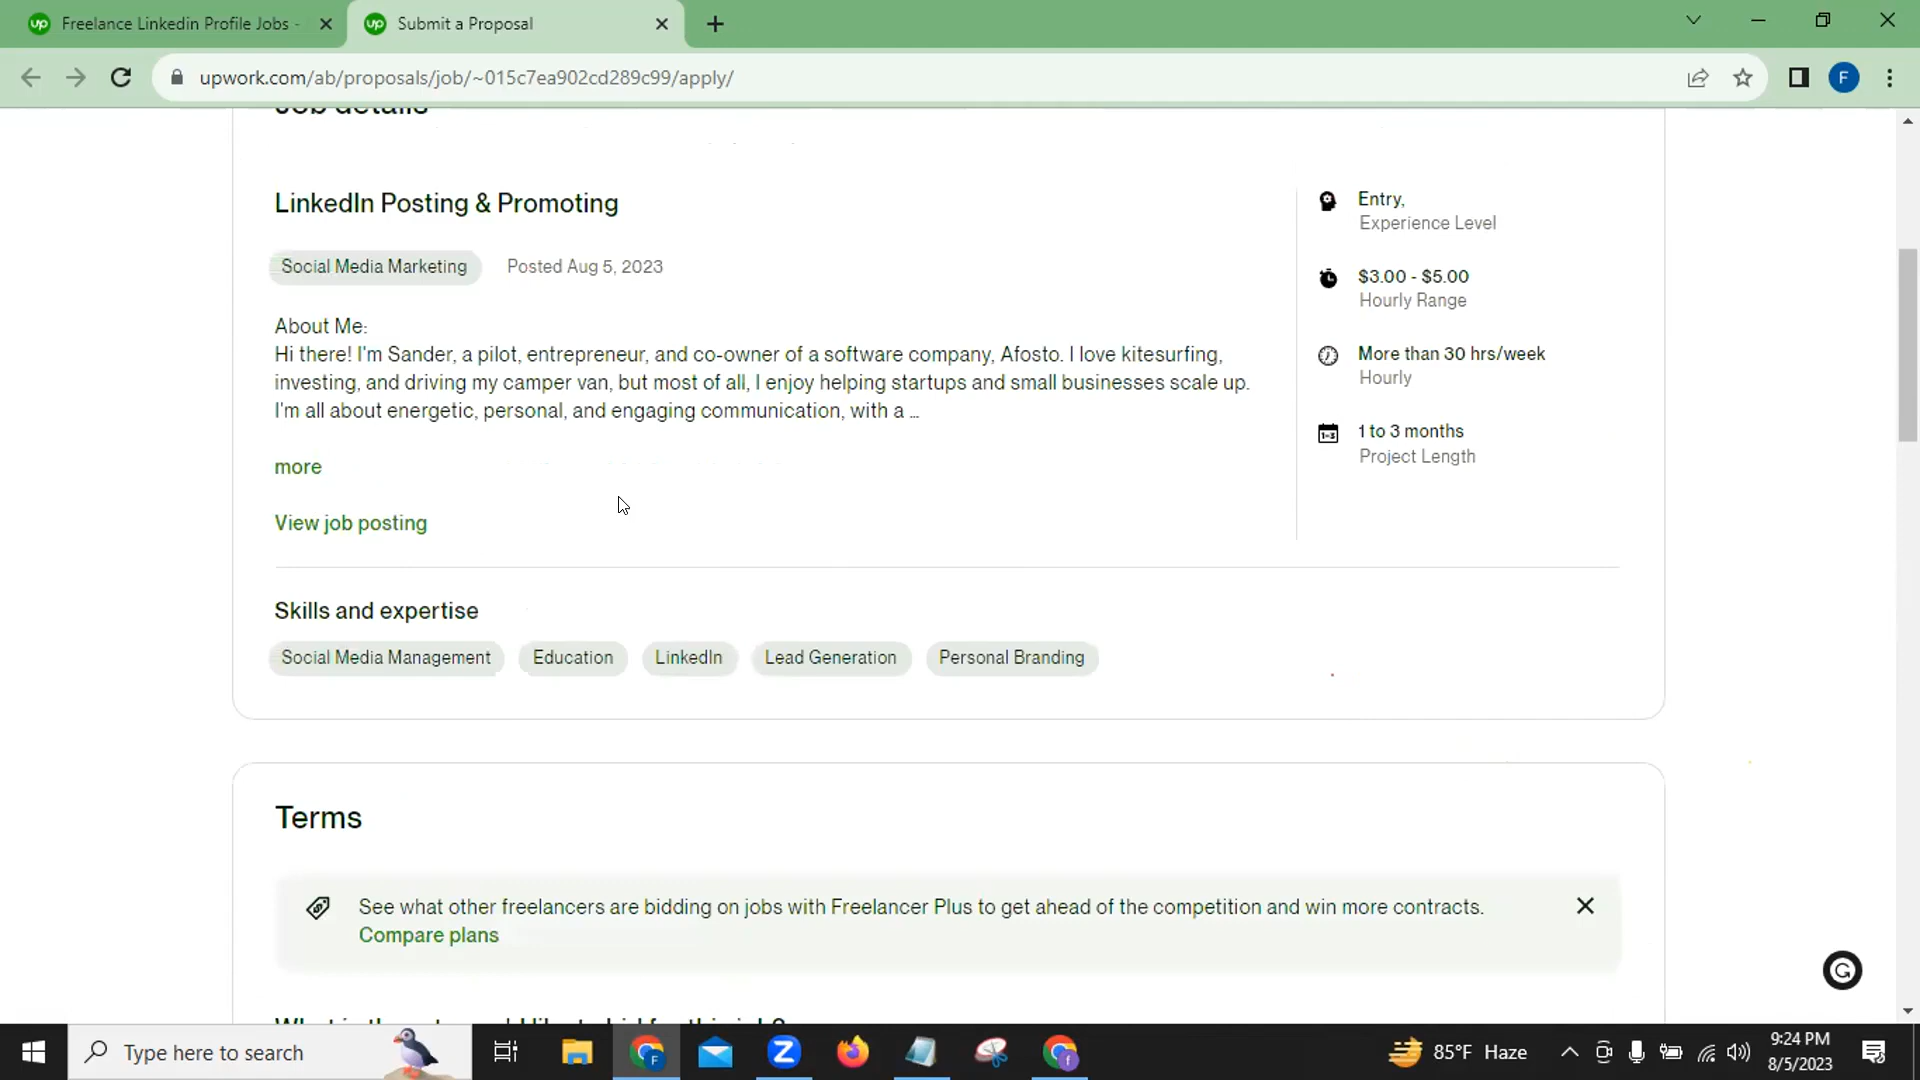 Freelance Linkedin Profile Jobs -
Submit a Proposal
upwork.com/ab/proposals/job/~015c7ea902cd289c99/apply/
F
Job details
LinkedIn Posting & Promoting
Social Media Marketing
Posted Aug 5, 2023
About Me:
Hi there! I'm Sander, a pilot, entrepreneur, and co-owner of a software company, Afosto. I love kitesurfing,
investing, and driving my camper van, but most of all, I enjoy helping startups and small businesses scale up.
I'm all about energetic, personal, and engaging communication, with a ...
more
View job posting
Entry,
Experience Level
$3.00 - $5.00
Hourly Range
More than 30 hrs/week
Hourly
1 to 3 months
Project Length
Skills and expertise
Social Media Management
Education
LinkedIn
Lead Generation
Personal Branding
Terms
See what other freelancers are bidding on jobs with Freelancer Plus to get ahead of the competition and win more contracts.
Compare plans
Type here to search
85°F Haze
9:24 PM
8/5/2023